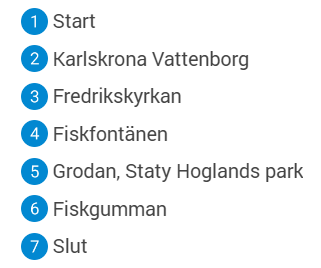 1 Start
2 Karlskrona Vattenborg
3 Fredrikskyrkan
4 Fiskfontänen
5 Grodan, Staty Hoglands park
6 Fiskgumman
7 Slut